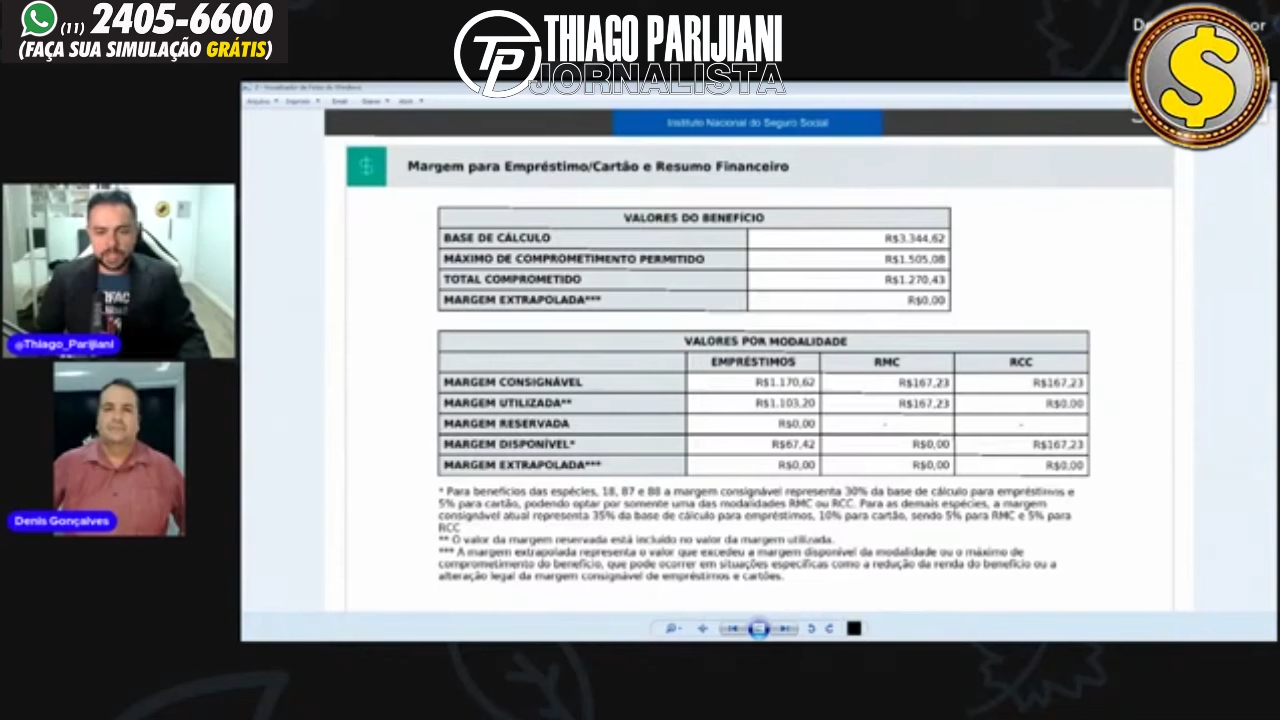 (11) 2405-6600
(FAÇA SUA SIMULAÇÃO GRÁTIS)
TP
THIAGO PARIJIANI
JORNALISTA
$
Instituto Nacional do Seguro Social
Margem para Empréstimo/Cartão e Resumo Financeiro
VALORES DO BENEFÍCIO
BASE DE CÁLCULO R$3.344,62
MÁXIMO DE COMPROMETIMENTO PERMITIDO R$1.505,08
TOTAL COMPROMETIDO R$1.270,43
MARGEM EXTRAPOLADA*** R$0,00
VALORES POR MODALIDADE
EMPRÉSTIMOS RMC RCC
MARGEM CONSIGNÁVEL R$1.170,62 R$167,23 R$167,23
MARGEM UTILIZADA** R$1.103,20 R$167,23 R$0,00
MARGEM RESERVADA R$0,00 - -
MARGEM DISPONÍVEL* R$67,42 R$0,00 R$167,23
MARGEM EXTRAPOLADA*** R$0,00 R$0,00 R$0,00
* Para benefícios das espécies, 18, 87 e 88 a margem consignável representa 30% da base de cálculo para empréstimos e
5% para cartão, podendo optar por somente uma das modalidades RMC ou RCC. Para as demais espécies, a margem
consignável atual representa 35% da base de cálculo para empréstimos, 10% para cartão, sendo 5% para RMC e 5% para
RCC
** O valor da margem reservada está incluído no valor da margem utilizada.
*** A margem extrapolada representa o valor que excedeu a margem disponível da modalidade ou o máximo de
comprometimento do benefício, que pode ocorrer em situações específicas como a redução da renda do benefício ou a
alteração legal da margem consignável de empréstimos e cartões.
@Thiago_Parijiani
Denis Gonçalves